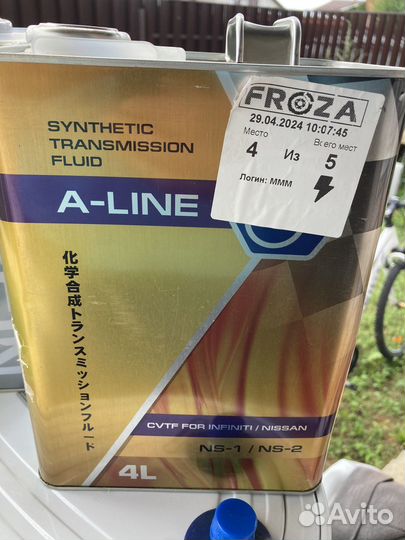 FROZA
29.04.2024 10:07:45
Место Всего мест
4 Из 5
Логин: МММ
SYNTHETIC
TRANSMISSION
FLUID
A-LINE
化学合成トランスミッションフルード
CVTF FOR INFINITI / NISSAN
NS-1 / NS-2
4L
Avito